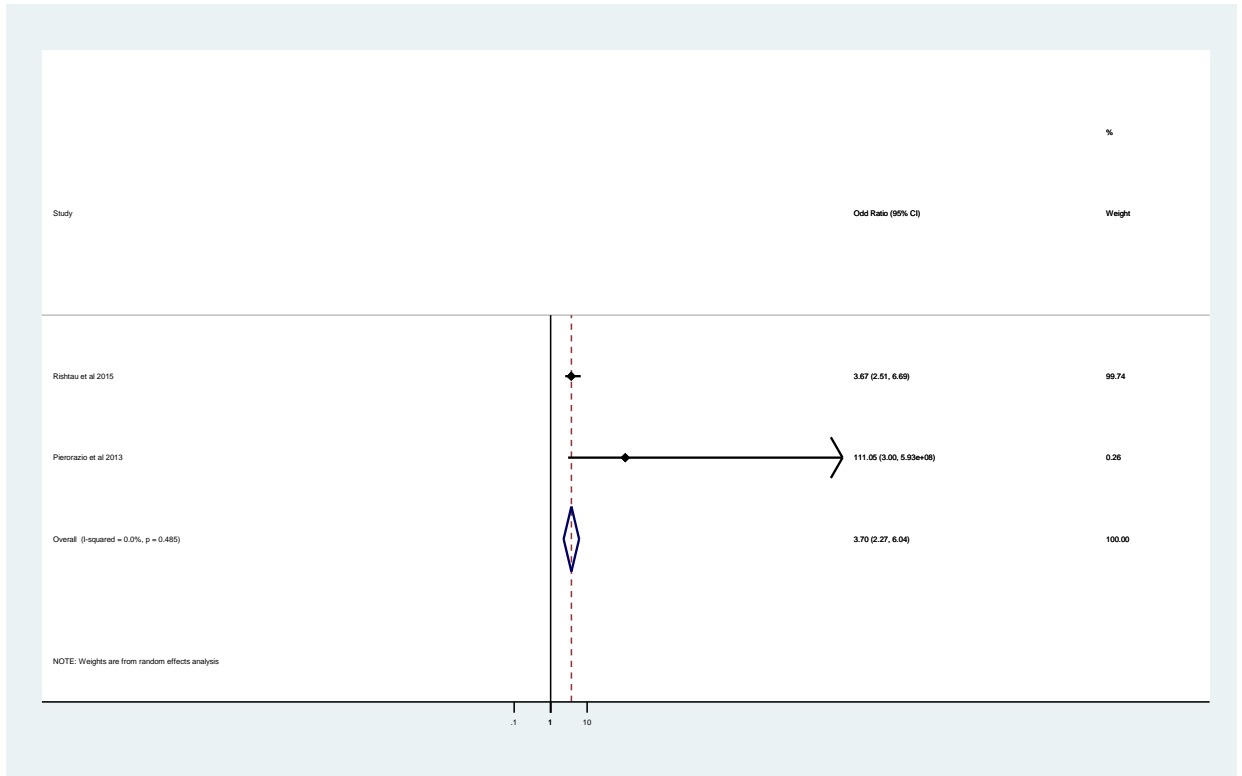 %
Study Odd Ratio (95% CI) Weight
Rishtau et al 2015 3.67 (2.51, 6.69) 99.74
Pierorazio et al 2013 111.05 (3.00, 5.93e+08) 0.26
Overall (I-squared = 0.0%, p = 0.485) 3.70 (2.27, 6.04) 100.00
NOTE: Weights are from random effects analysis
.1 1 10